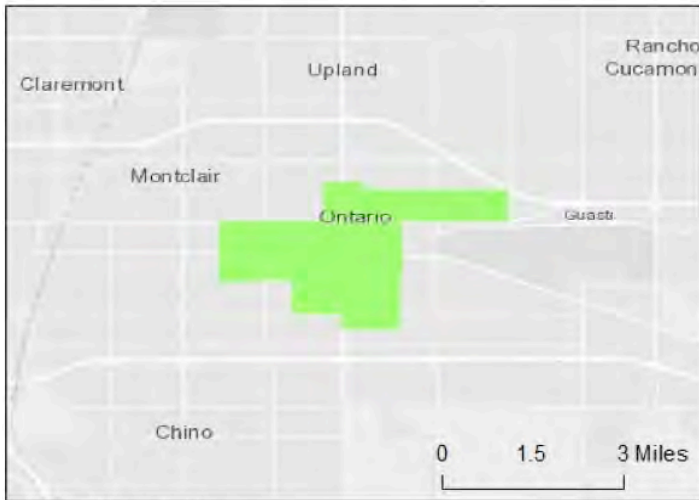 Rancho
Cucamon
Upland
Claremont
Montclair
Ontario
Guasti
Chino
0 1.5 3 Miles